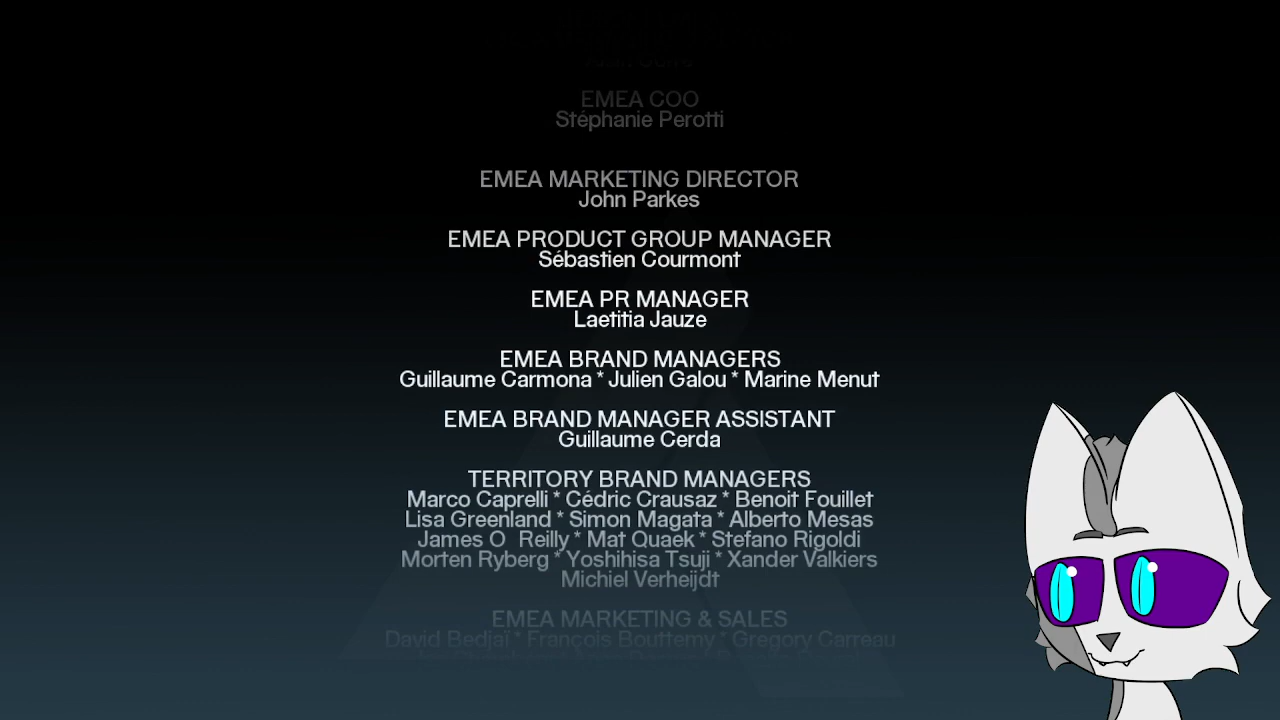 EMEA COO
Stéphanie Perotti
EMEA MARKETING DIRECTOR
John Parkes
EMEA PRODUCT GROUP MANAGER
Sébastien Courmont
EMEA PR MANAGER
Laetitia Jauze
EMEA BRAND MANAGERS
Guillaume Carmona * Julien Galou * Marine Menut
EMEA BRAND MANAGER ASSISTANT
Guillaume Cerda
TERRITORY BRAND MANAGERS
Marco Caprelli * Cédric Crausaz * Benoit Fouillet
Lisa Greenland * Simon Magata * Alberto Mesas
James O  Reilly * Mat Quaek * Stefano Rigoldi
Morten Ryberg * Yoshihisa Tsuji * Xander Valkiers
Michiel Verheijdt
EMEA MARKETING & SALES
David Bedjaï * François Bouttemy * Gregory Carreau